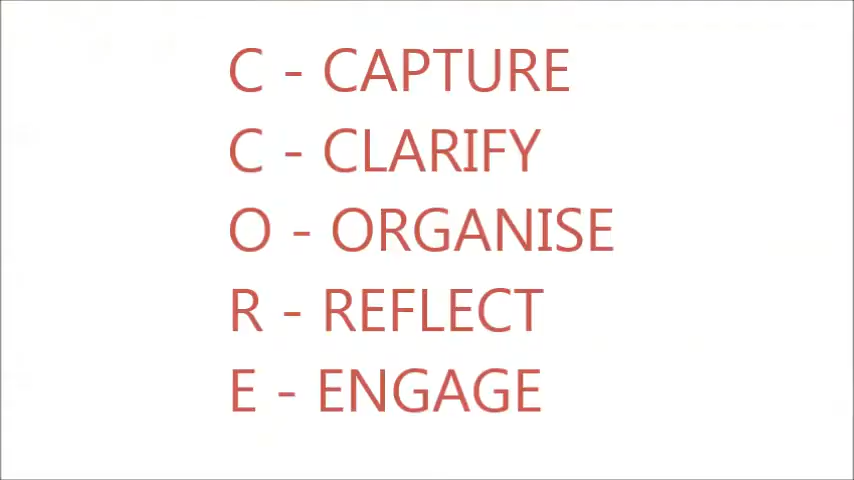 C - CAPTURE
C - CLARIFY
O - ORGANISE
R - REFLECT
E - ENGAGE